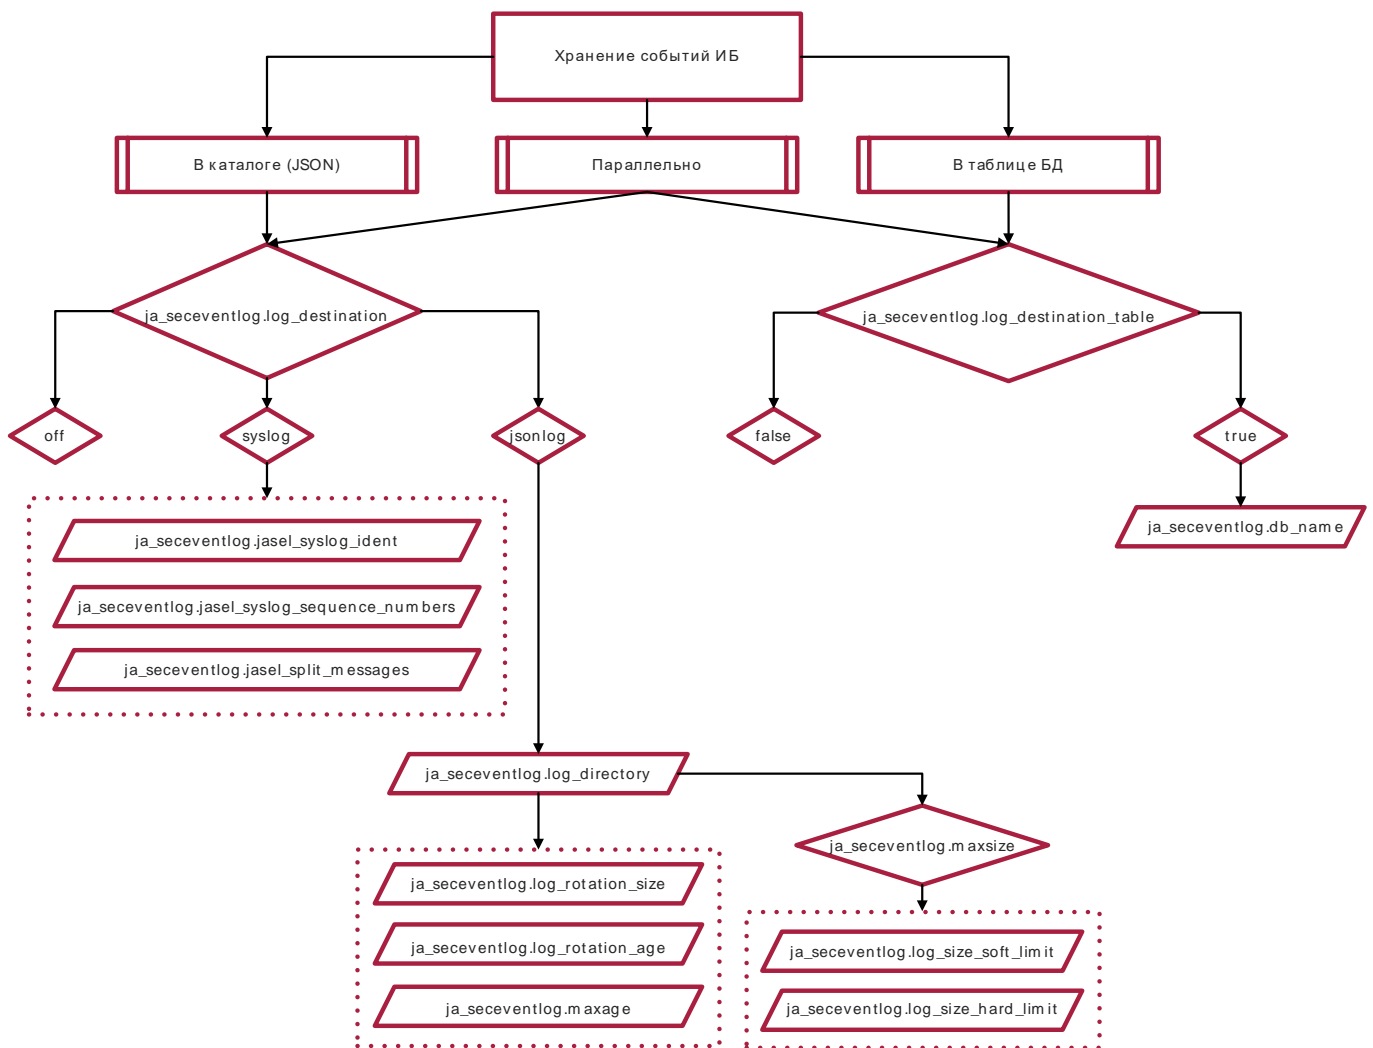 Хранение событий ИБ
В каталоге (JSON)
Параллельно
В таблице БД
ja_seceventlog.log_destination
ja_seceventlog.log_destination_table
off
syslog
jsonlog
false
true
ja_seceventlog.db_name
ja_seceventlog.jasel_syslog_ident
ja_seceventlog.jasel_syslog_sequence_numbers
ja_seceventlog.jasel_split_messages
ja_seceventlog.log_directory
ja_seceventlog.maxsize
ja_seceventlog.log_rotation_size
ja_seceventlog.log_rotation_age
ja_seceventlog.maxage
ja_seceventlog.log_size_soft_limit
ja_seceventlog.log_size_hard_limit